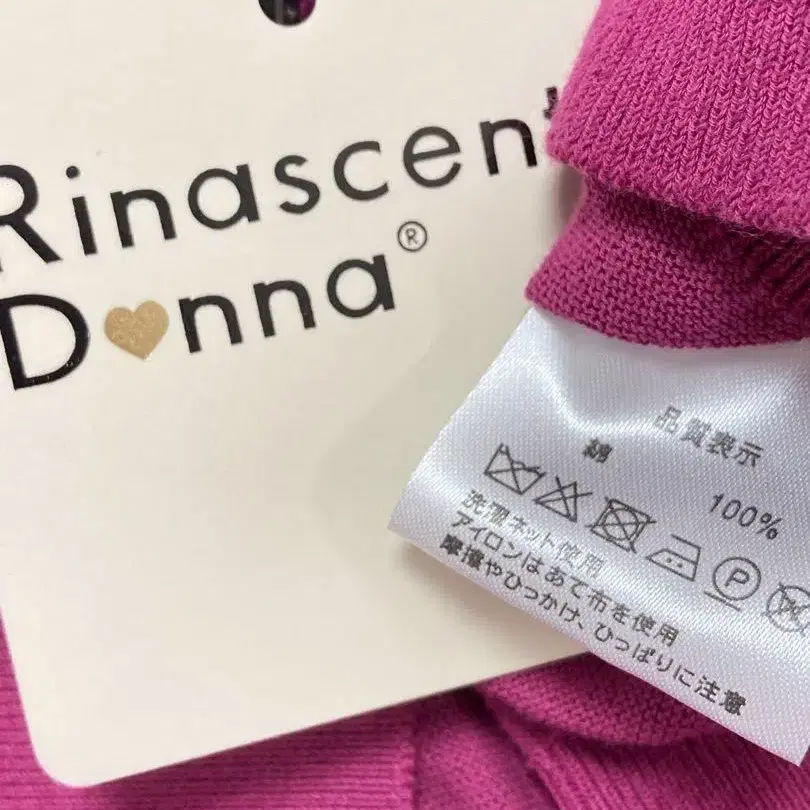 Rinascent
Donna®
品質表示
綿
100%
P
W
洗濯ネット使用
アイロンはあて布を使用
摩擦やひっかけ、ひっぱりに注意